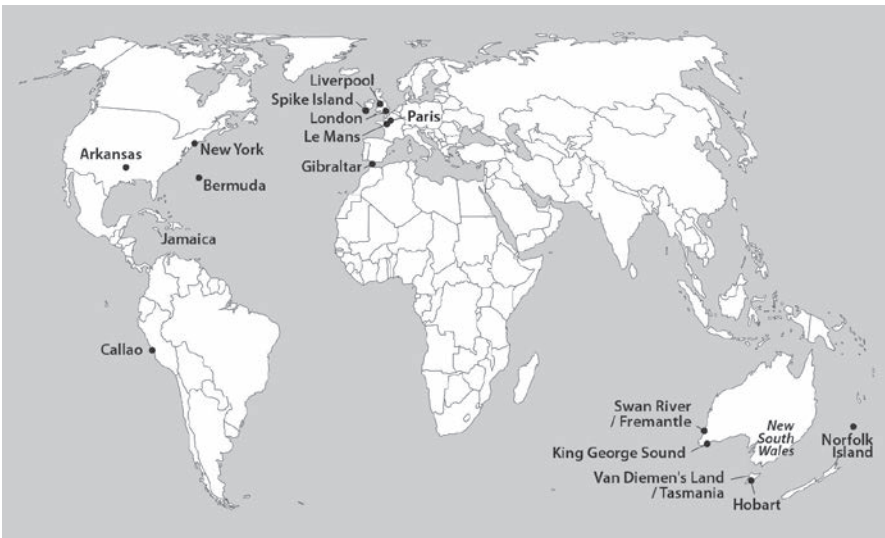 Liverpool
Spike Island
London
Paris
Le Mans
Gibraltar
Arkansas
New York
Bermuda
Jamaica
Callao
Swan River
/ Fremantle
King George Sound
New
South
Wales
Norfolk
Island
Van Diemen's Land
/ Tasmania
Hobart